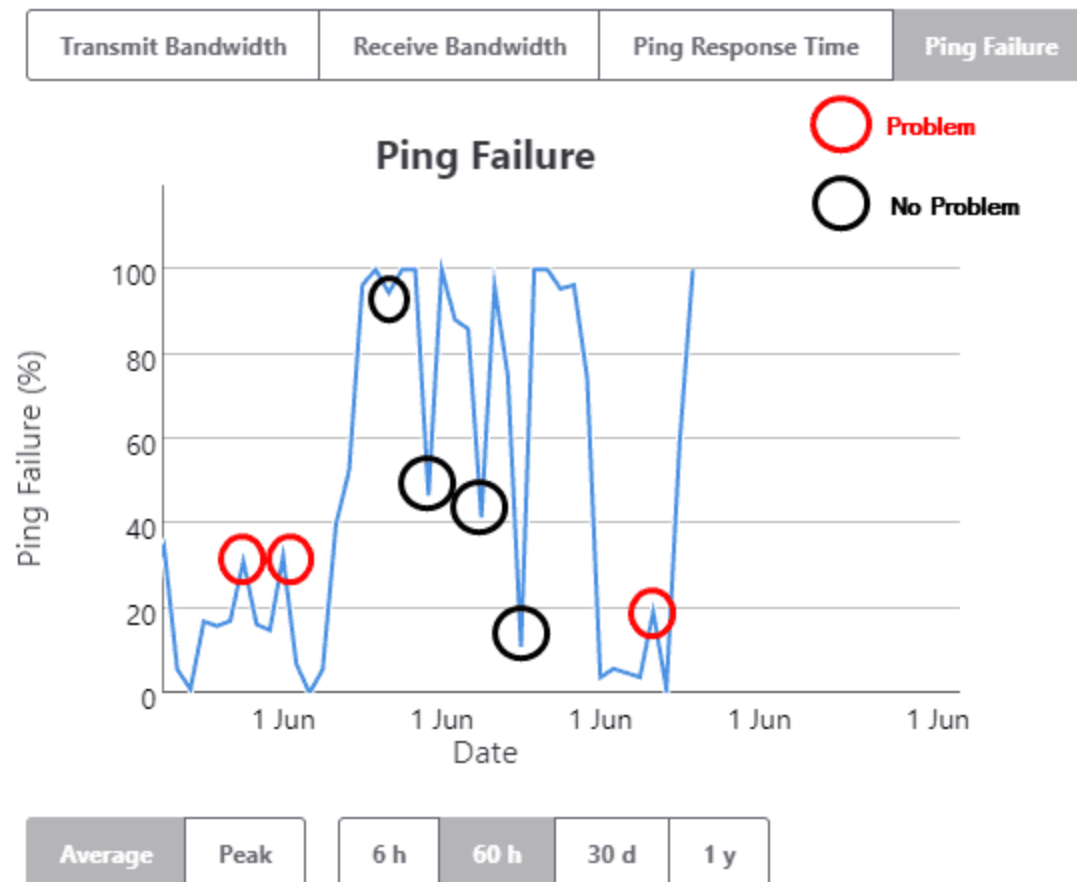 Transmit Bandwidth Receive Bandwidth Ping Response Time Ping Failure
Problem
Ping Failure
No Problem
100
80
60
40
20
0
Ping Failure (%)
1 Jun 1 Jun 1 Jun 1 Jun 1 Jun
Date
Average Peak 6 h 60 h 30 d 1 y